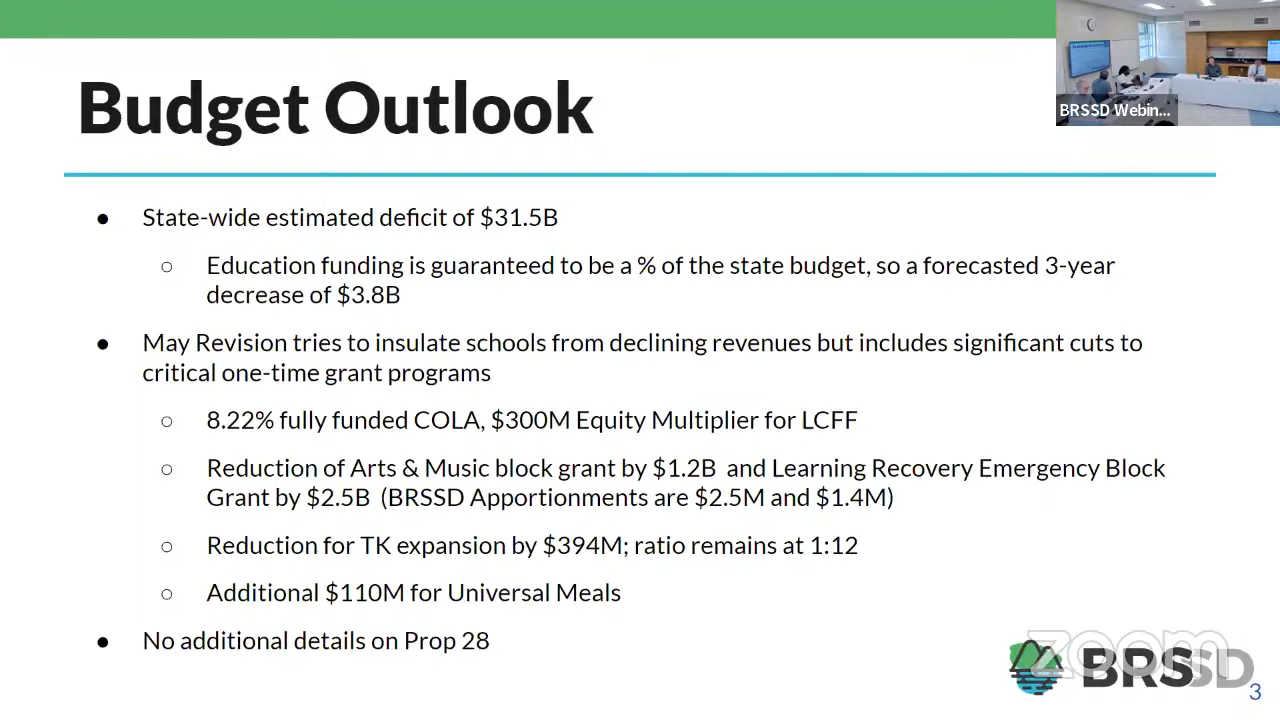 BRSSD Webin...
Budget Outlook
● State-wide estimated deficit of $31.5B
○ Education funding is guaranteed to be a % of the state budget, so a forecasted 3-year
decrease of $3.8B
● May Revision tries to insulate schools from declining revenues but includes significant cuts to
critical one-time grant programs
○ 8.22% fully funded COLA, $300M Equity Multiplier for LCFF
○ Reduction of Arts & Music block grant by $1.2B and Learning Recovery Emergency Block
Grant by $2.5B (BRSSD Apportionments are $2.5M and $1.4M)
○ Reduction for TK expansion by $394M; ratio remains at 1:12
○ Additional $110M for Universal Meals
● No additional details on Prop 28
zoom
BRSSD
3